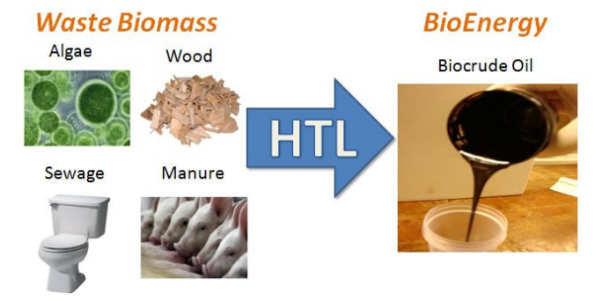 Waste Biomass
Algae
Wood
Sewage
Manure
HTL
BioEnergy
Biocrude Oil